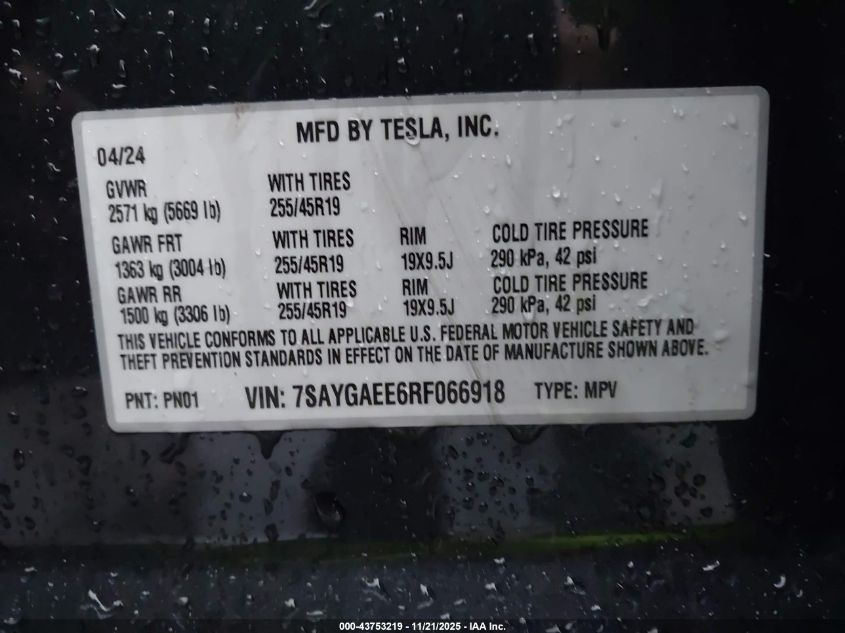 MFD BY TESLA, INC.
04/24
GVWR WITH TIRES
2571 kg (5669 lb) 255/45R19
GAWR FRT WITH TIRES RIM COLD TIRE PRESSURE
1363 kg (3004 lb) 255/45R19 19X9.5J 290 kPa, 42 psi
GAWR RR WITH TIRES RIM COLD TIRE PRESSURE
1500 kg (3306 lb) 255/45R19 19X9.5J 290 kPa, 42 psi
THIS VEHICLE CONFORMS TO ALL APPLICABLE U.S. FEDERAL MOTOR VEHICLE SAFETY AND
THEFT PREVENTION STANDARDS IN EFFECT ON THE DATE OF MANUFACTURE SHOWN ABOVE.
PNT: PN01 VIN: 7SAYGAEE6RF066918 TYPE: MPV
000-43753219 - 11/21/2025 - IAA Inc.